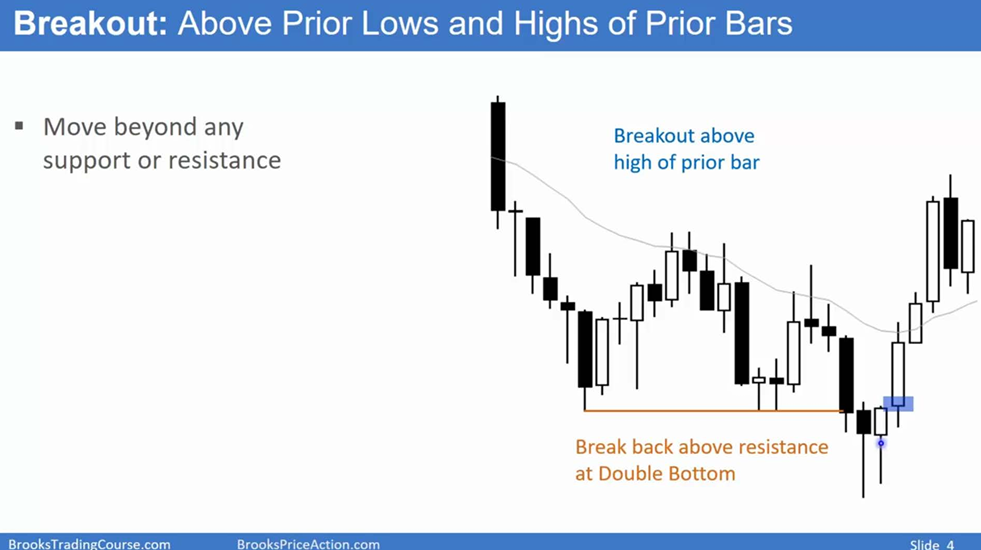 Breakout: Above Prior Lows and Highs of Prior Bars
▪ Move beyond any
support or resistance
Breakout above
high of prior bar
Break back above resistance
at Double Bottom
BrooksTradingCourse.com
BrooksPriceAction.com
Slide 4